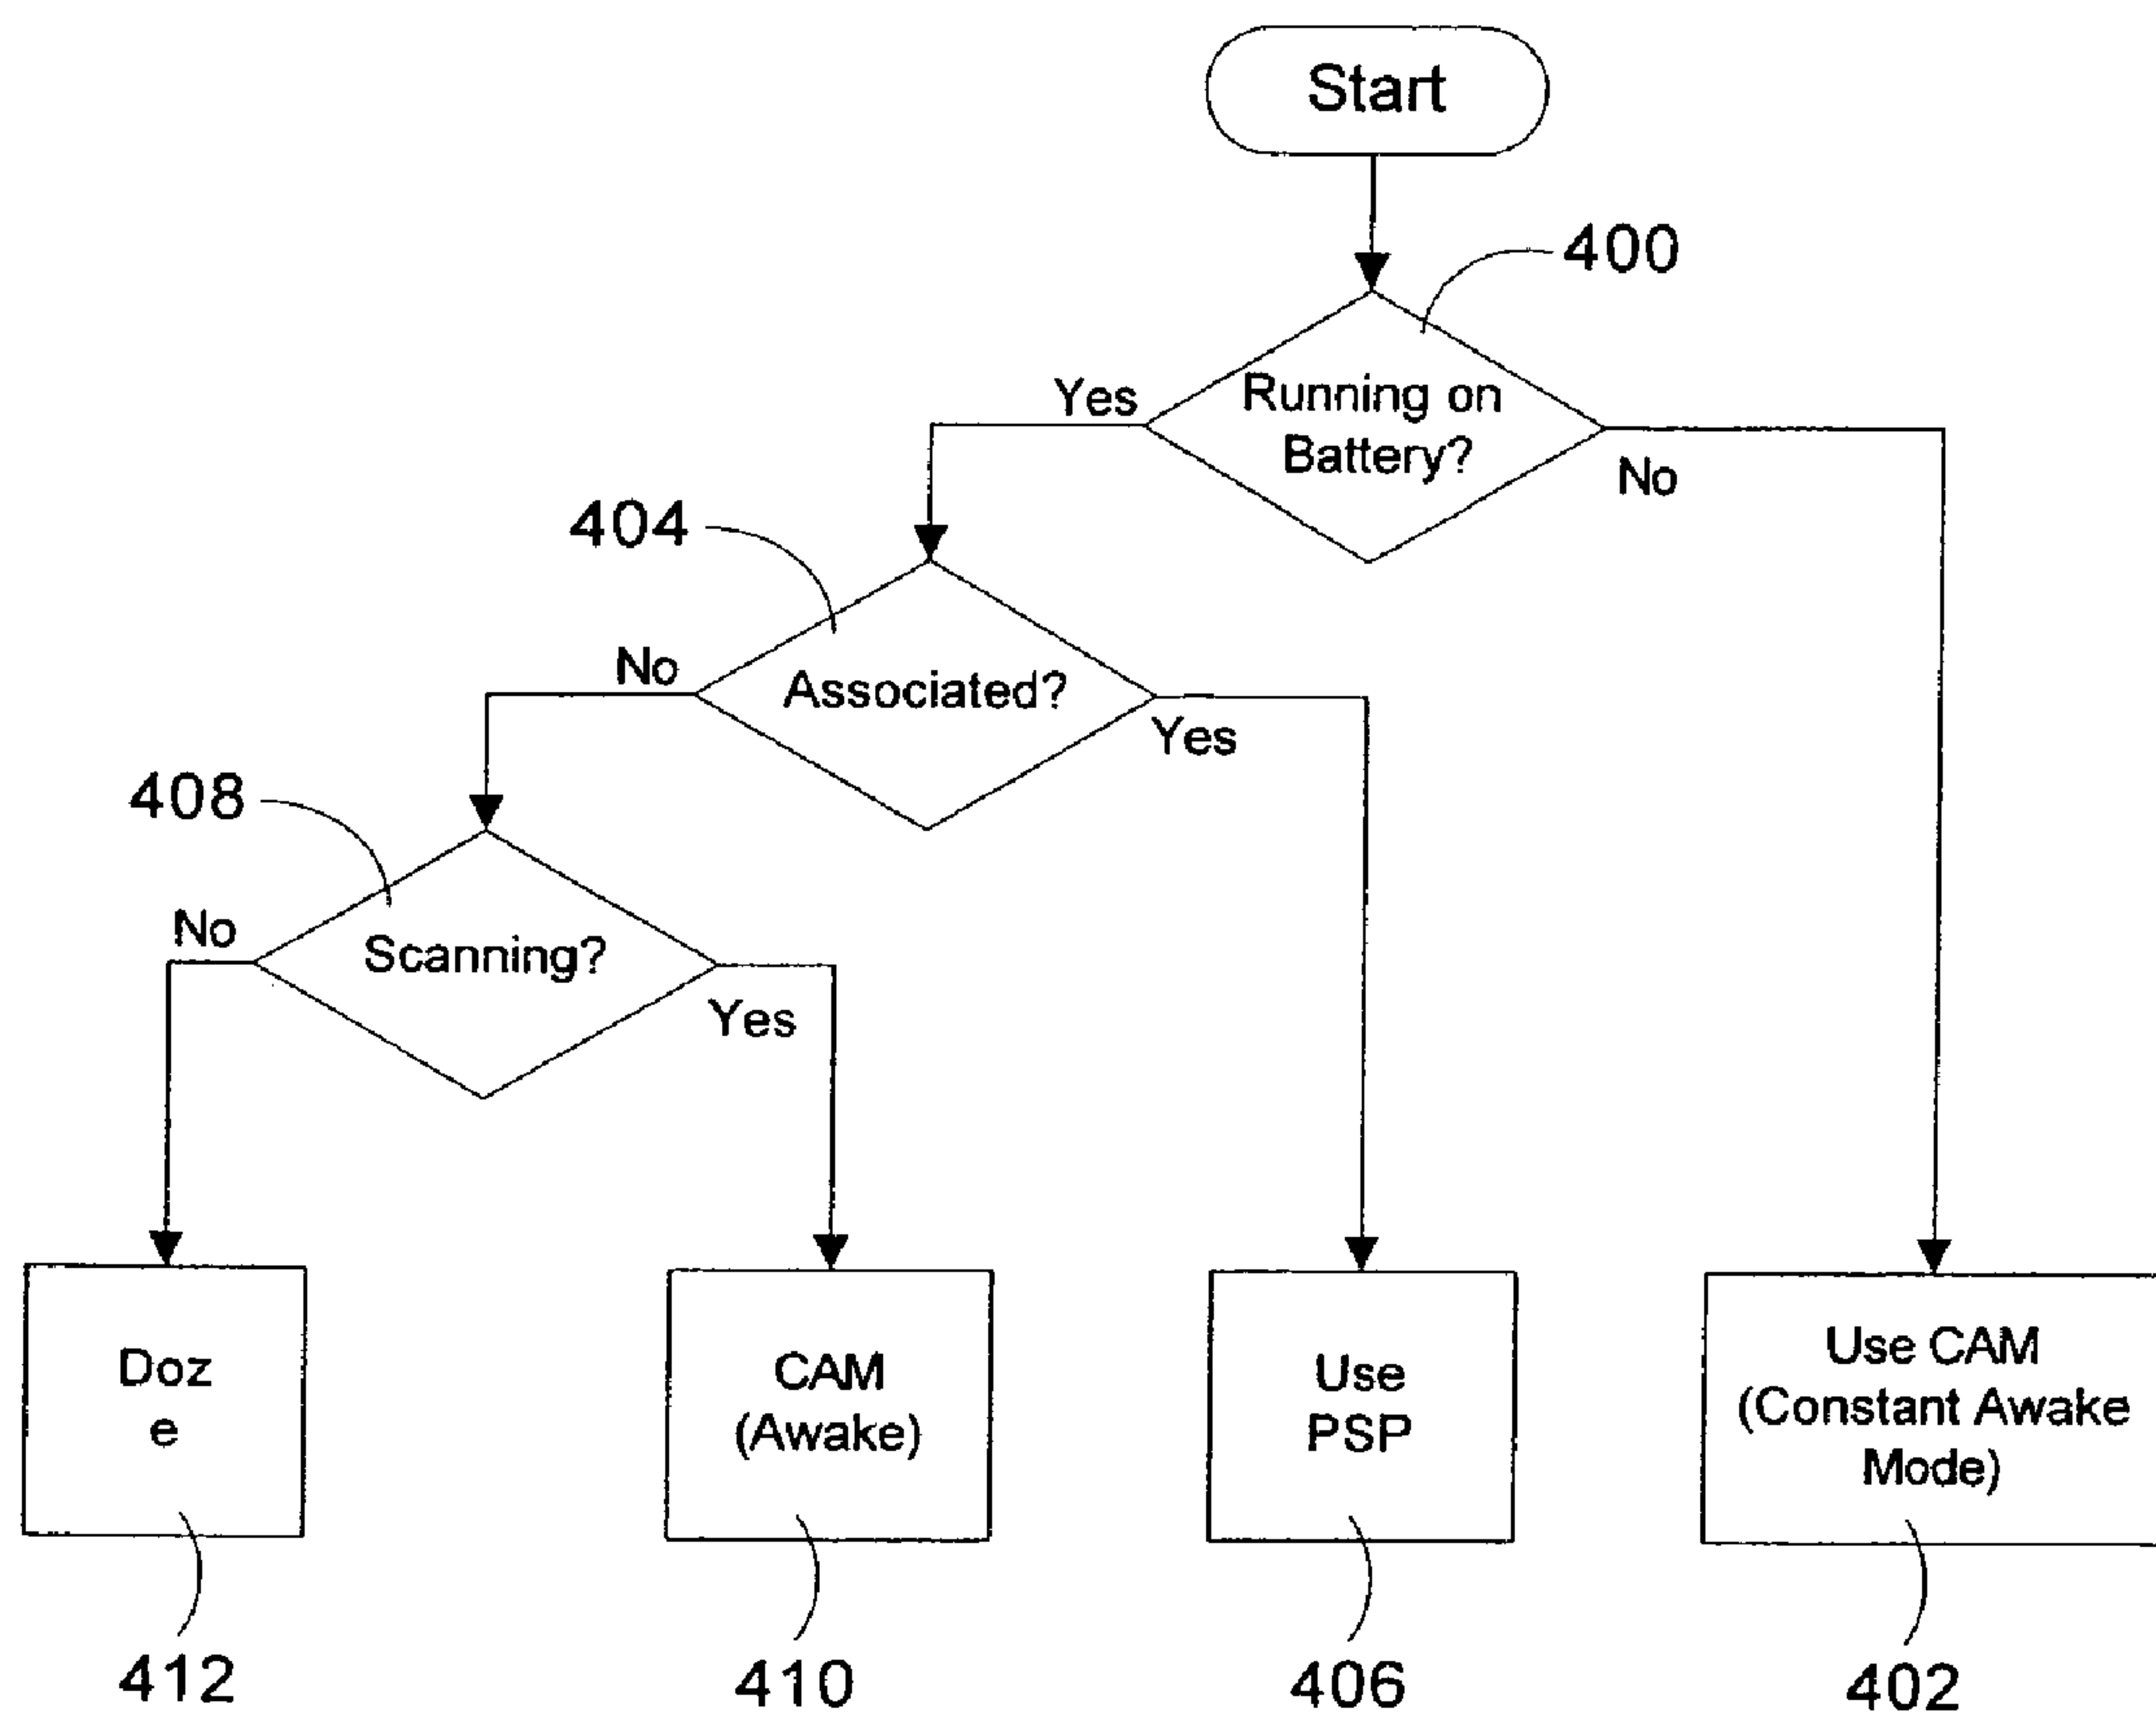 Start
400
Running on
Battery?
Yes
No
404
Associated?
No
Yes
408
Scanning?
No
Yes
Doz
e
CAM
(Awake)
Use
PSP
Use CAM
(Constant Awake
Mode)
412
410
406
402